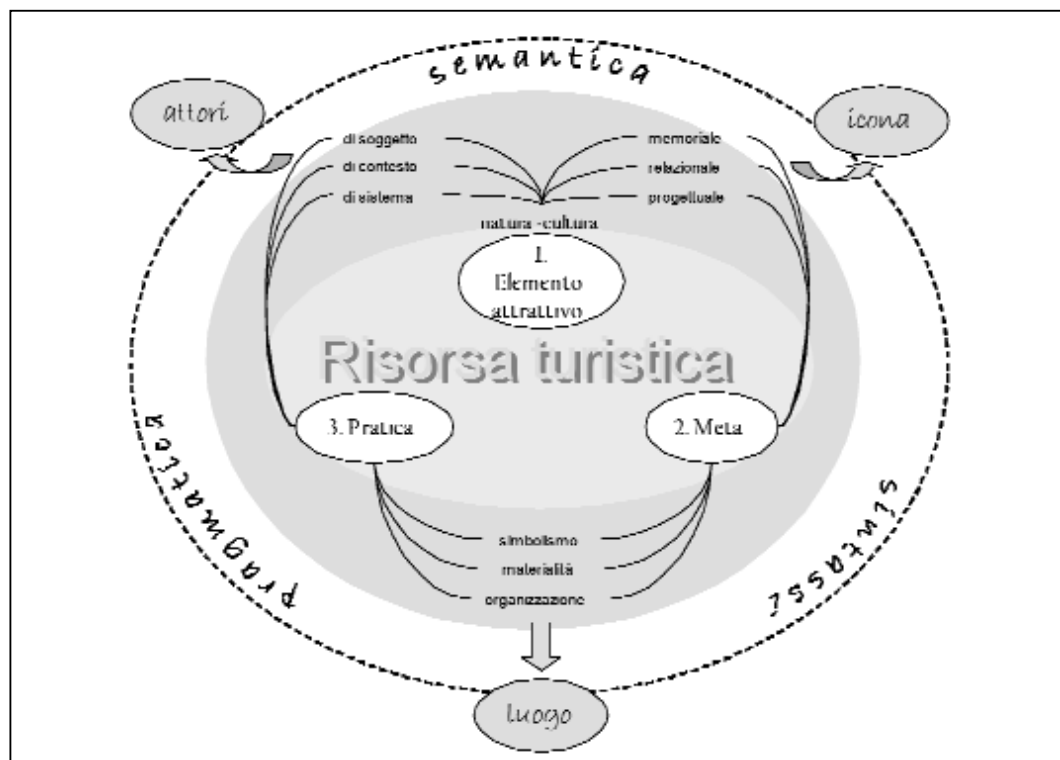 semantica
attori
icona
di soggetto
memoriale
di contesto
relazionale
di sistema
progettuale
natura-cultura
1.
Elemento
attrattivo
Risorsa turistica
3. Pratica
2. Meta
pragmatica
sintassi
simbolismo
materialità
organizzazione
luogo